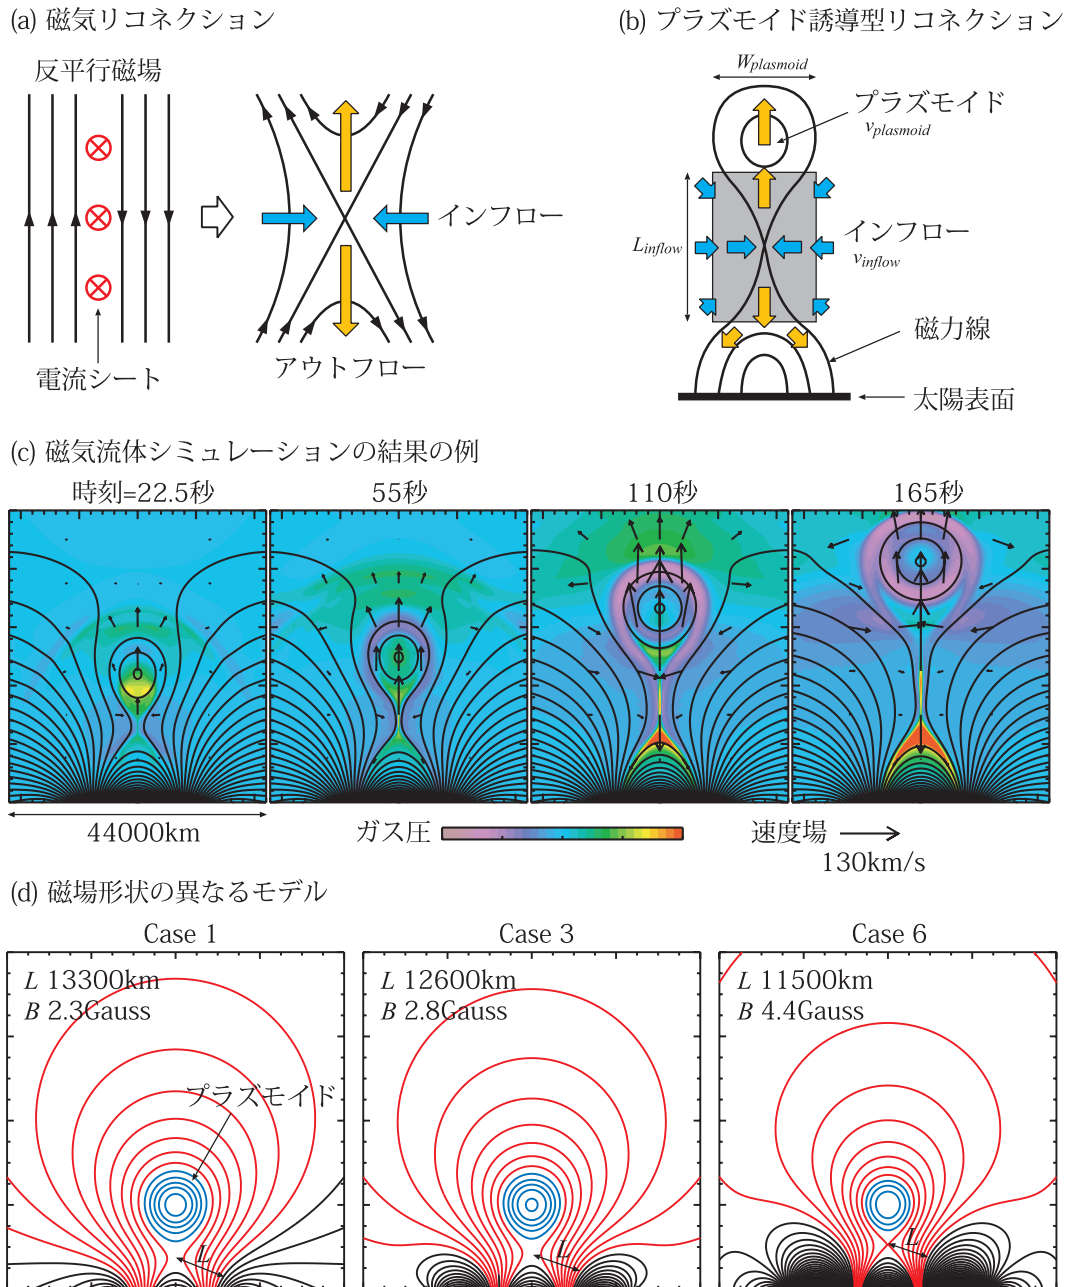 (a) 磁気リコネクション
反平行磁場
インフロー
電流シート
アウトフロー
(b) プラズモイド誘導型リコネクション
Wplasmoid
プラズモイド
vplasmoid
Linflow
インフロー
vinflow
磁力線
太陽表面
(c) 磁気流体シミュレーションの結果の例
時刻=22.5秒
55秒
110秒
165秒
44000km
ガス圧
速度場
130km/s
(d) 磁場形状の異なるモデル
Case 1
L 13300km
B 2.3Gauss
プラズモイド
L
Case 3
L 12600km
B 2.8Gauss
L
Case 6
L 11500km
B 4.4Gauss
L